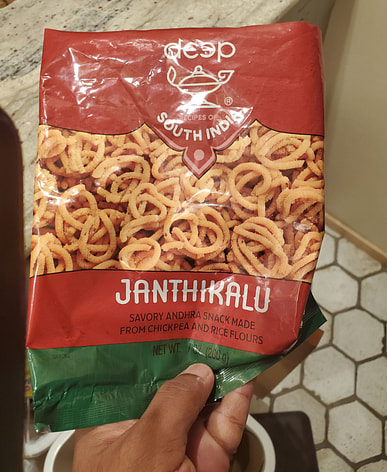 deep
®
RECIPES OF
SOUTH INDIA
JANTHIKALU
SAVORY ANDHRA SNACK MADE
FROM CHICKPEA AND RICE FLOURS
NET WT.